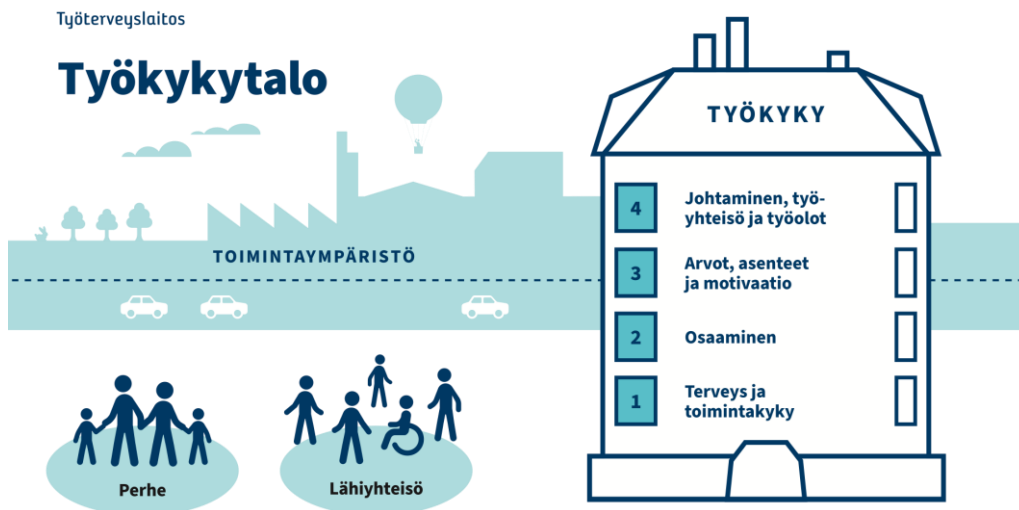 Työterveyslaitos
Työkykytalo
TYÖKYKY
4
Johtaminen, työ-
yhteisö ja työolot
3
Arvot, asenteet
ja motivaatio
2
Osaaminen
1
Terveys ja
toimintakyky
TOIMINTAYMPÄRISTÖ
Perhe
Lähiyhteisö